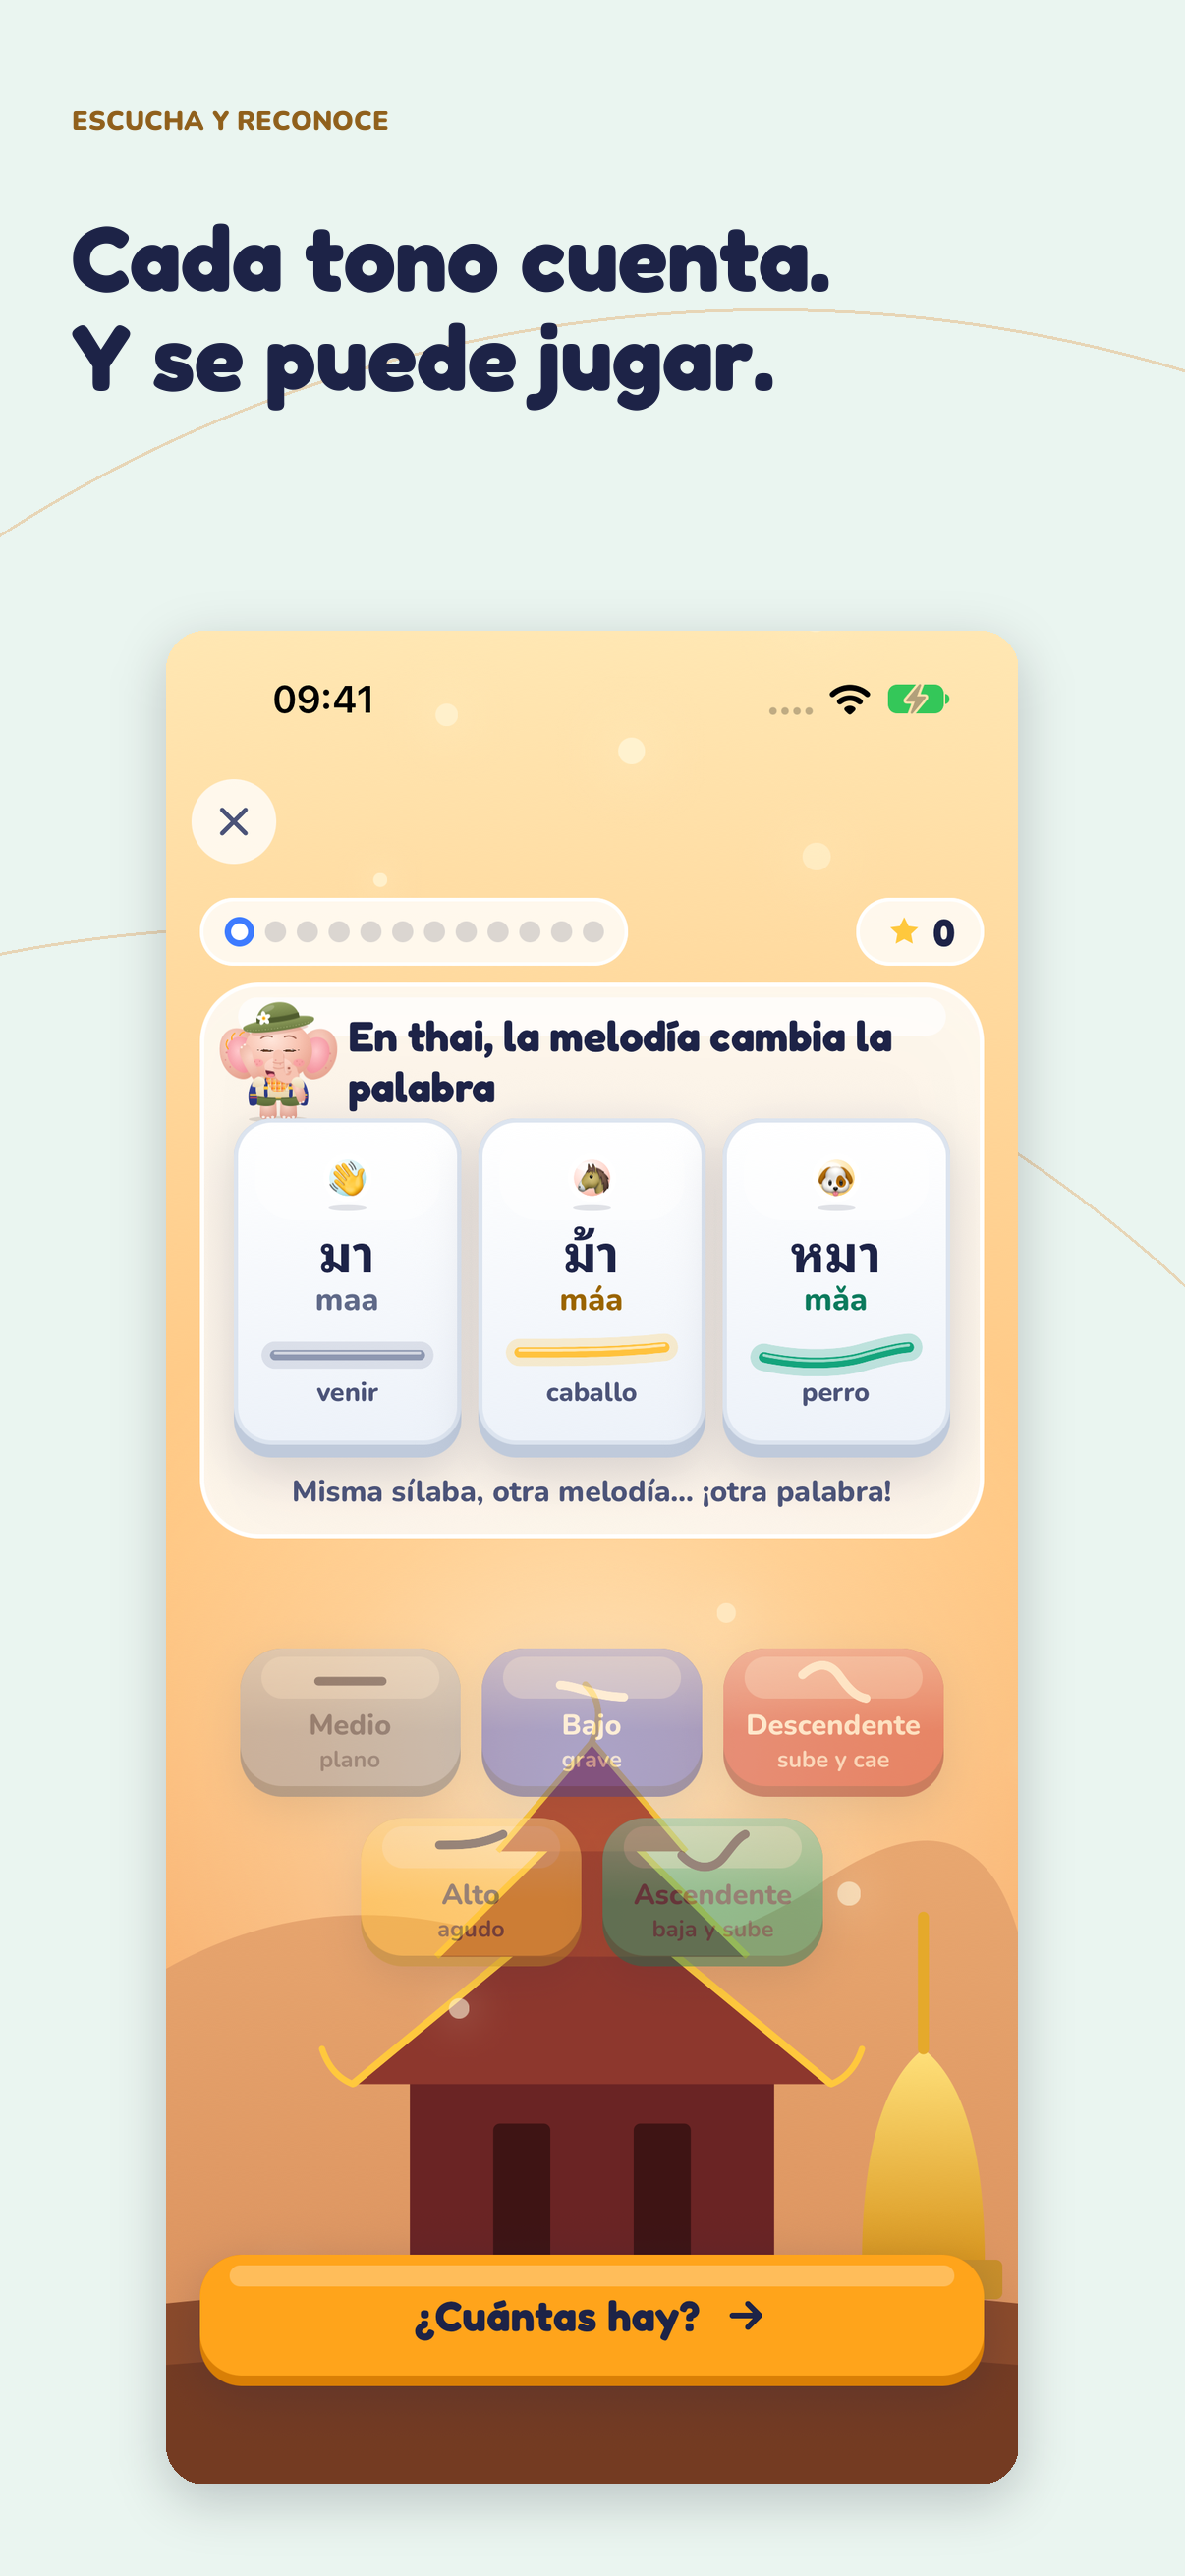 ESCUCHA Y RECONOCE
Cada tono cuenta.
Y se puede jugar.
09:41
0
En thai, la melodía cambia la
palabra
มา
maa
venir
ม้า
máa
caballo
หมา
mǎa
perro
Misma sílaba, otra melodía... ¡otra palabra!
Medio
plano
Bajo
grave
Descendente
sube y cae
Alto
agudo
Ascendente
baja y sube
¿Cuántas hay? →